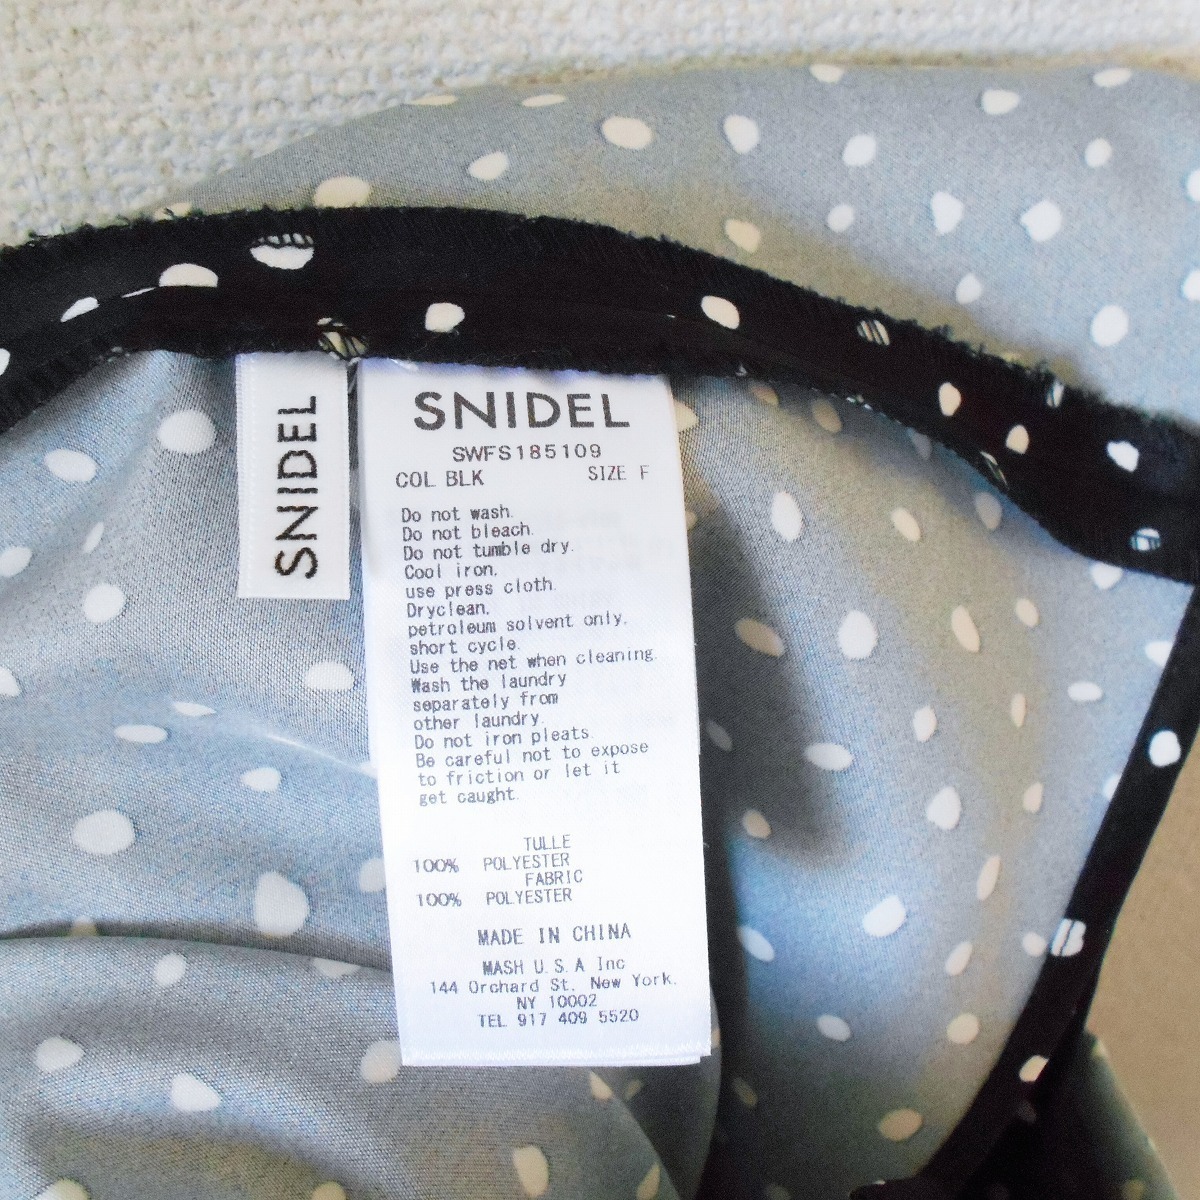 SNIDEL
SNIDEL
SWFS185109
COL BLK SIZE F
Do not wash.
Do not bleach.
Do not tumble dry.
Cool iron.
use press cloth.
Dryclean.
petroleum solvent only.
short cycle.
Use the net when cleaning.
Wash the laundry
separately from
other laundry.
Do not iron pleats.
Be careful not to expose
to friction or let it
get caught.
TULLE
100% POLYESTER
FABRIC
100% POLYESTER
MADE IN CHINA
MASH U.S.A Inc
144 Orchard St. New York.
NY 10002
TEL 917 409 5520